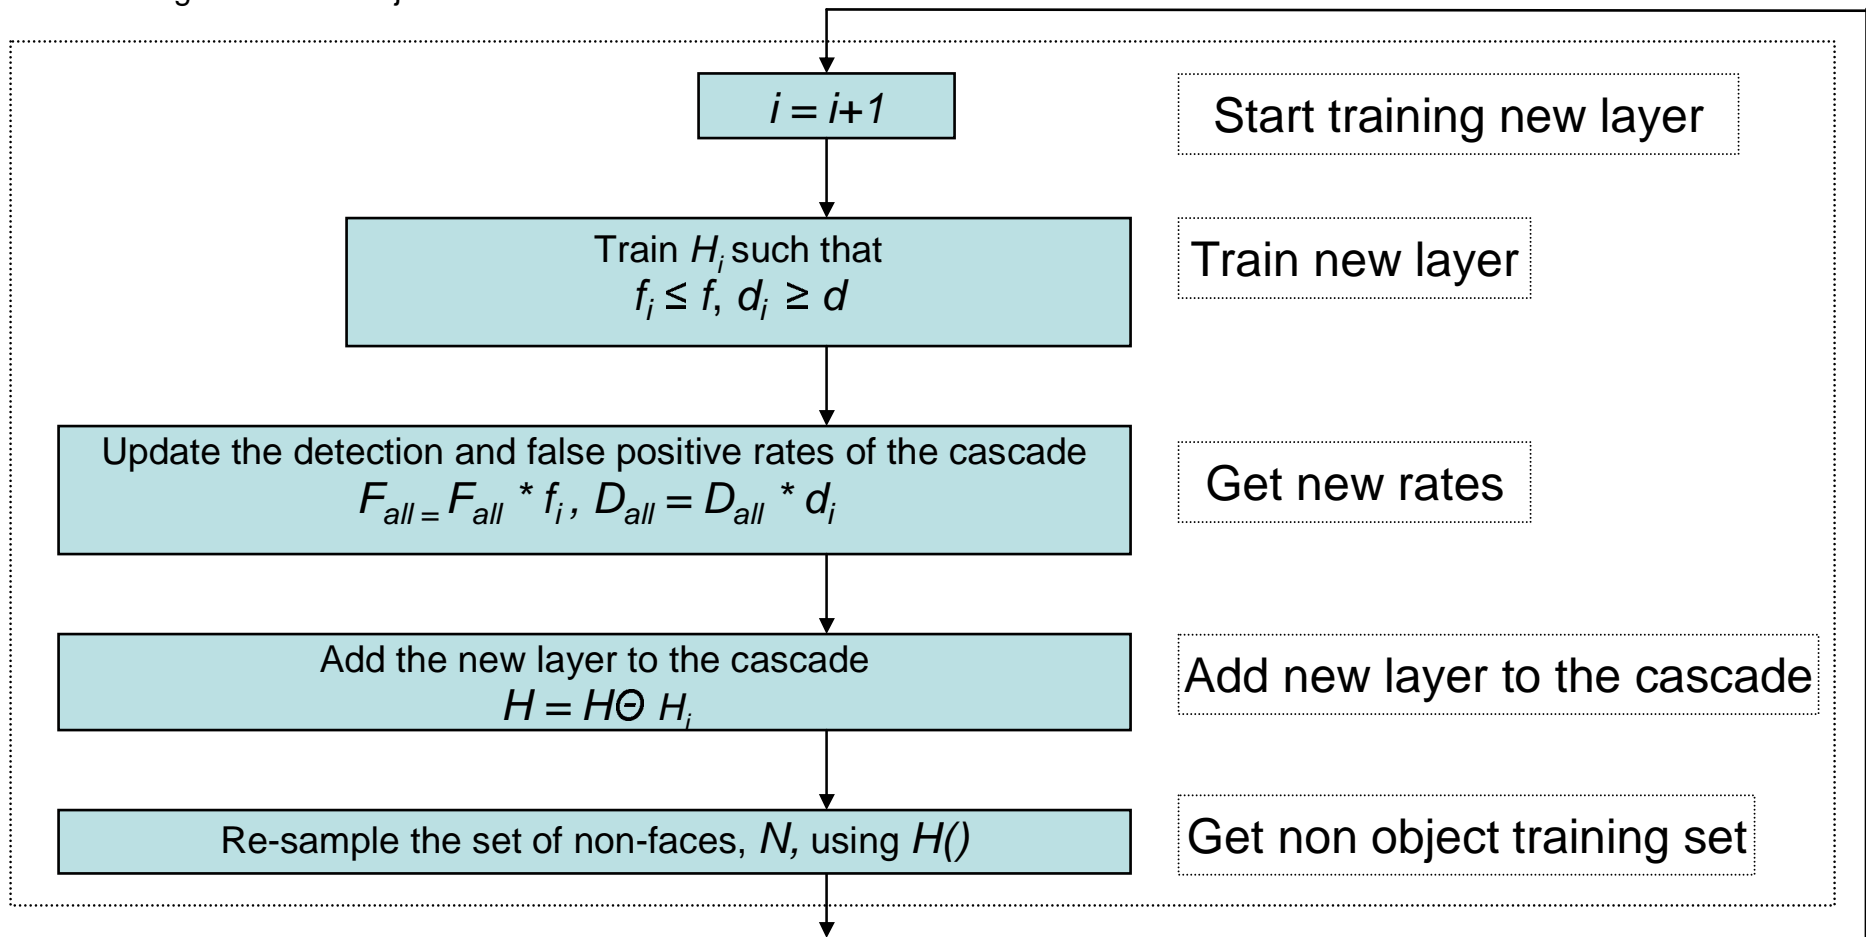 i = i+1
Start training new layer
Train H_i such that
f_i ≤ f, d_i ≥ d
Train new layer
Update the detection and false positive rates of the cascade
F_all = F_all * f_i , D_all = D_all * d_i
Get new rates
Add the new layer to the cascade
H = HΘ H_i
Add new layer to the cascade
Re-sample the set of non-faces, N, using H()
Get non object training set